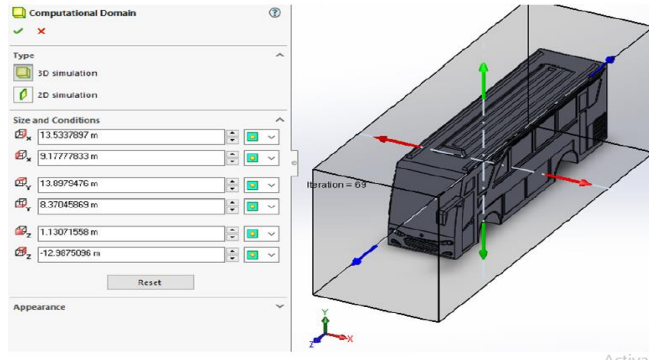 Computational Domain
Type
3D simulation
2D simulation
Size and Conditions
x 13.5337897 m
x 9.17777833 m
Y 13.8979476 m
Y 8.37045869 m
Z 1.13071558 m
Z -12.9875096 m
Reset
Appearance
Iteration = 69
Y
Z X